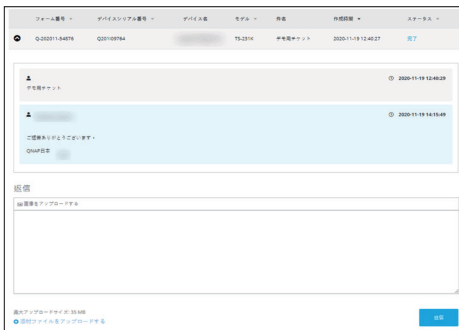 フォーム番号 デバイスシリアル番号 デバイス名 モデル 件名 作成時間 ステータス
Q-202011-54876 Q201I09764 TS-251K デモ用チケット 2020-11-19 12:40:27 完了
2020-11-19 12:40:29
デモ用チケット
2020-11-19 14:15:49
ご提案ありがとうございます。
QNAP日本
返信
画像をアップロードする
最大アップロードサイズ: 35 MB
添付ファイルをアップロードする
送信